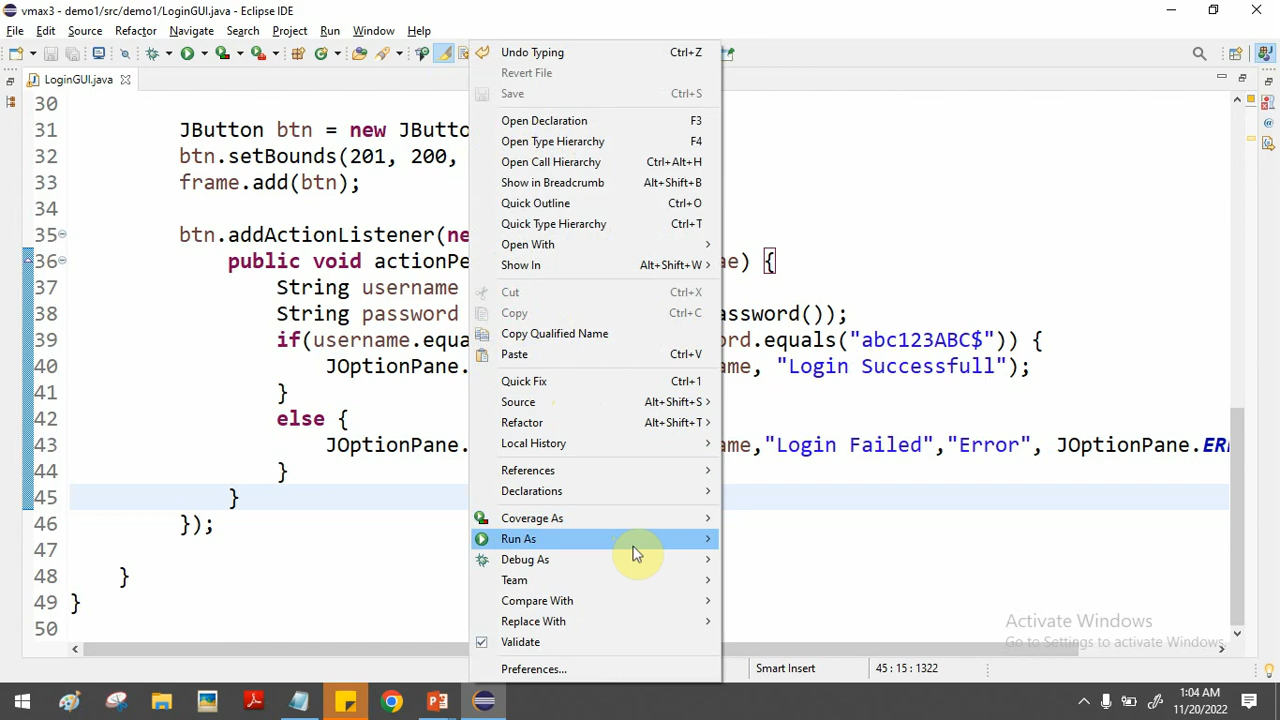 vmax3 - demo1/src/demo1/LoginGUI.java - Eclipse IDE
File Edit Source Refactor Navigate Search Project Run Window Help
LoginGUI.java
30
31 JButton btn = new JButto
32 btn.setBounds(201, 200,
33 frame.add(btn);
34
35 btn.addActionListener(ne
36 public void actionPe ae) {
37 String username
38 String password assword());
39 if(username.equa ord.equals("abc123ABC$")) {
40 JOptionPane. me, "Login Successfull");
41 }
42 else {
43 JOptionPane. me,"Login Failed","Error", JOptionPane.ERR
44 }
45 }
46 });
47
48 }
49 }
50
Undo Typing Ctrl+Z
Revert File
Save Ctrl+S
Open Declaration F3
Open Type Hierarchy F4
Open Call Hierarchy Ctrl+Alt+H
Show in Breadcrumb Alt+Shift+B
Quick Outline Ctrl+O
Quick Type Hierarchy Ctrl+T
Open With
Show In Alt+Shift+W
Cut Ctrl+X
Copy Ctrl+C
Copy Qualified Name
Paste Ctrl+V
Quick Fix Ctrl+1
Source Alt+Shift+S
Refactor Alt+Shift+T
Local History
References
Declarations
Coverage As
Run As
Debug As
Team
Compare With
Replace With
Validate
Preferences...
Activate Windows
Go to Settings to activate Windows.
Smart Insert 45 : 15 : 1322
1:04 AM
11/20/2022